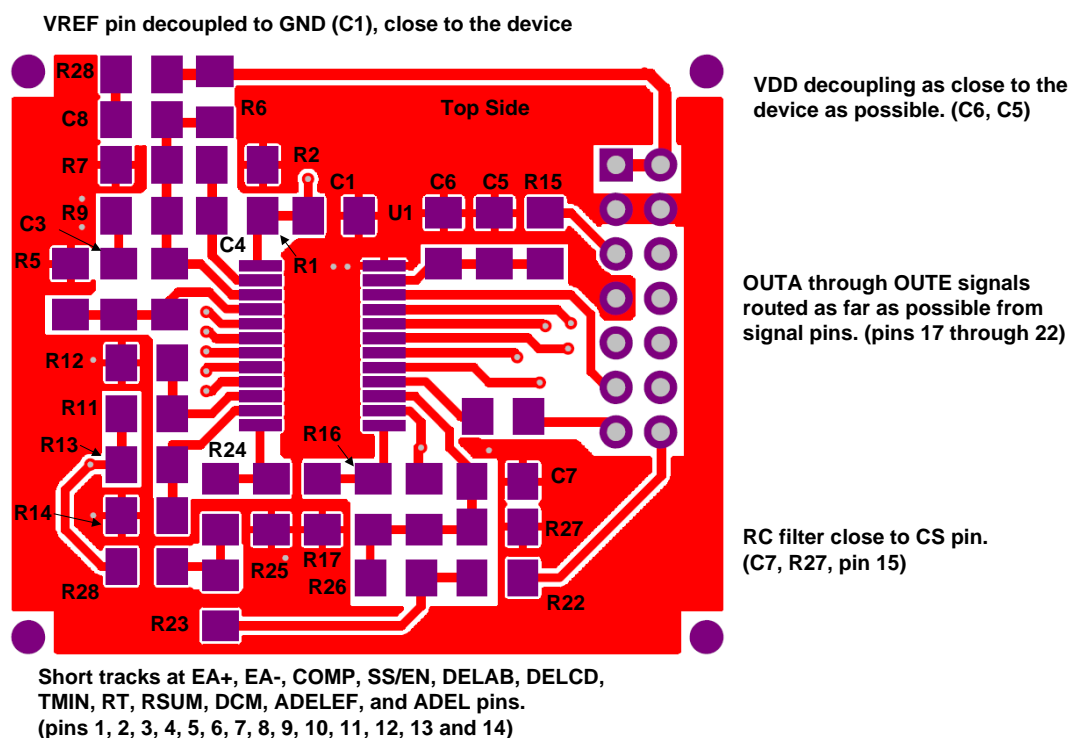 VREF pin decoupled to GND (C1), close to the device
R28
C8
R6
Top Side
VDD decoupling as close to the
device as possible. (C6, C5)
R7
R2
C1
C6
C5
R15
R9
C3
U1
C4
R5
R1
OUTA through OUTE signals
routed as far as possible from
signal pins. (pins 17 through 22)
R12
R11
R13
R16
R24
C7
R14
R27
R17
R25
R26
R28
R22
RC filter close to CS pin.
(C7, R27, pin 15)
R23
Short tracks at EA+, EA-, COMP, SS/EN, DELAB, DELCD,
TMIN, RT, RSUM, DCM, ADELEF, and ADEL pins.
(pins 1, 2, 3, 4, 5, 6, 7, 8, 9, 10, 11, 12, 13 and 14)